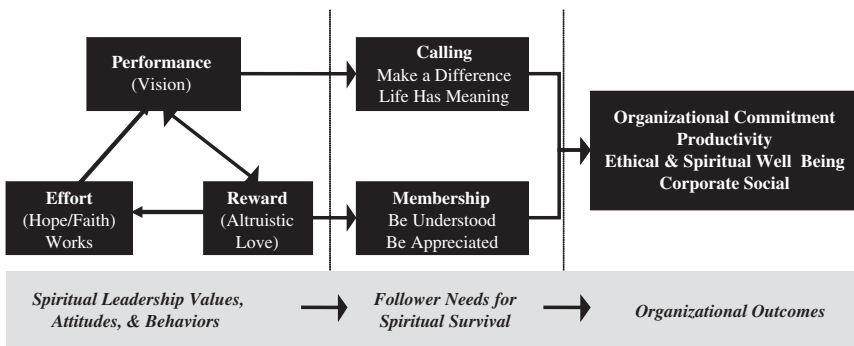 Performance
(Vision)
Calling
Make a Difference
Life Has Meaning
Organizational Commitment
Productivity
Ethical & Spiritual Well Being
Corporate Social
Effort
(Hope/Faith)
Works
Reward
(Altruistic
Love)
Membership
Be Understood
Be Appreciated
Spiritual Leadership Values,
Attitudes, & Behaviors
Follower Needs for
Spiritual Survival
Organizational Outcomes